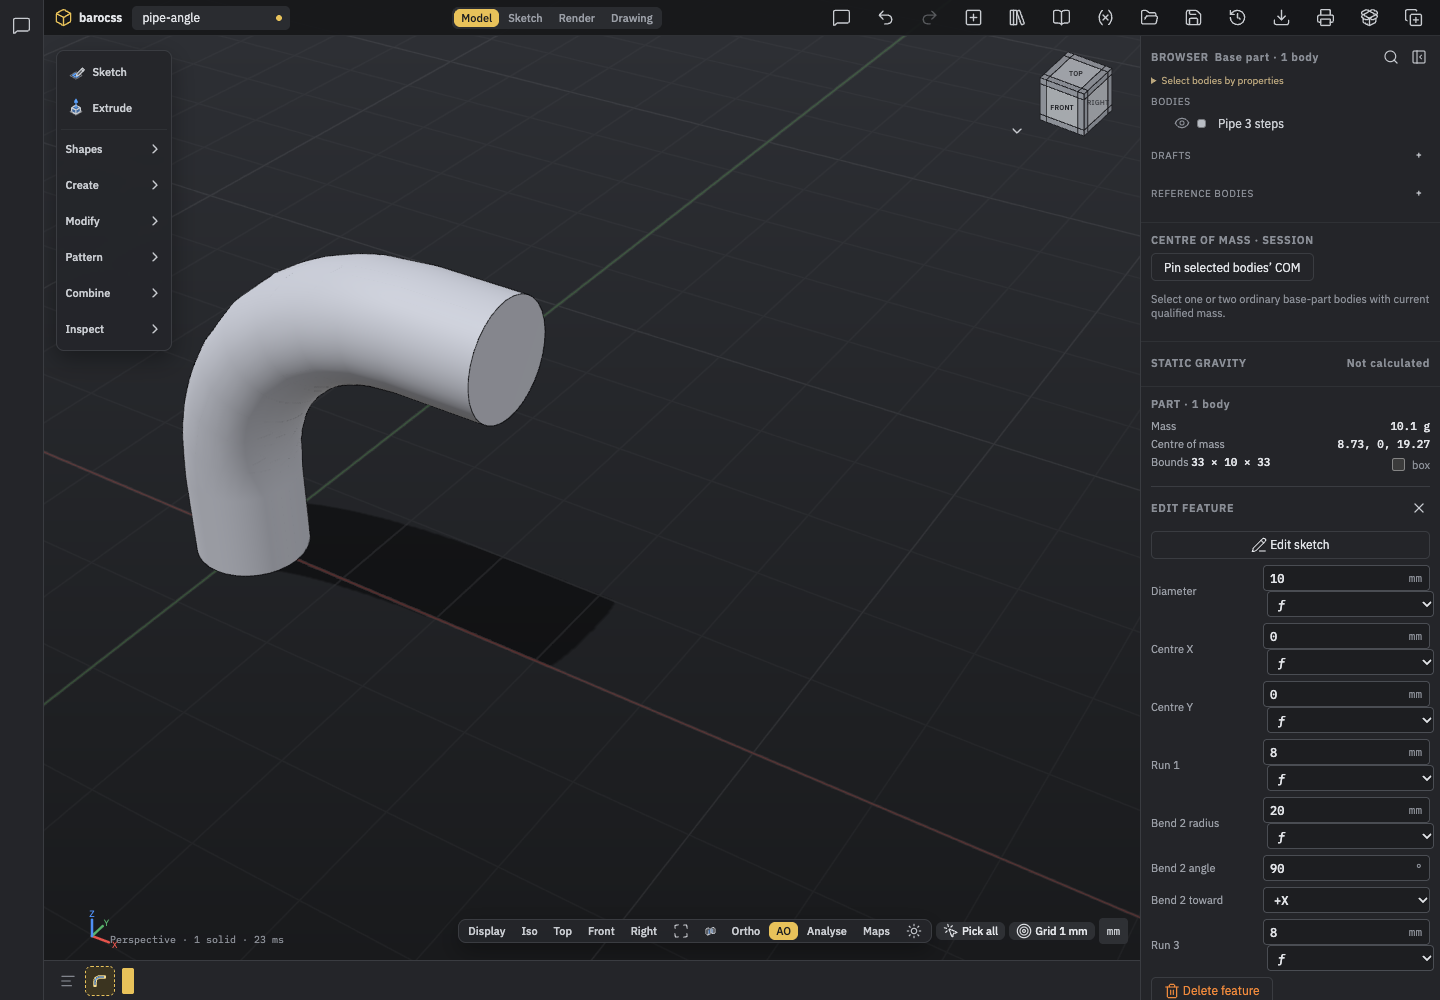 barocss
pipe-angle
Model
Sketch
Render
Drawing
Sketch
Extrude
Shapes
Create
Modify
Pattern
Combine
Inspect
TOP
FRONT
RIGHT
BROWSER Base part · 1 body
Select bodies by properties
BODIES
Pipe 3 steps
DRAFTS
REFERENCE BODIES
CENTRE OF MASS · SESSION
Pin selected bodies’ COM
Select one or two ordinary base-part bodies with current
qualified mass.
STATIC GRAVITY Not calculated
PART · 1 body
Mass 10.1 g
Centre of mass 8.73, 0, 19.27
Bounds 33 × 10 × 33 box
EDIT FEATURE
Edit sketch
Diameter 10 mm
ƒ
Centre X 0 mm
ƒ
Centre Y 0 mm
ƒ
Run 1 8 mm
ƒ
Bend 2 radius 20 mm
ƒ
Bend 2 angle 90 °
Bend 2 toward +X
Run 3 8 mm
ƒ
Delete feature
Z
Y
X
Perspective · 1 solid · 23 ms
Display
Iso
Top
Front
Right
Ortho
AO
Analyse
Maps
Pick all
Grid 1 mm
mm